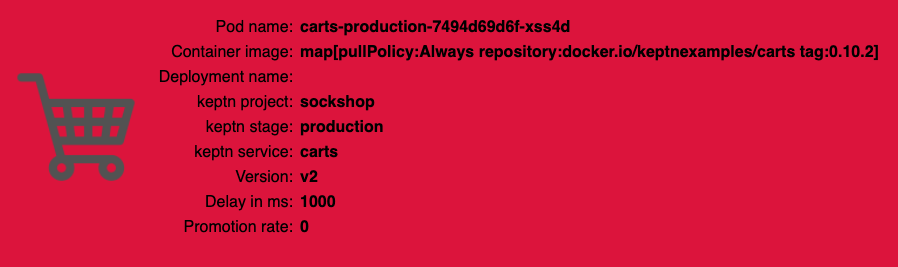 Pod name: carts-production-7494d69d6f-xss4d
Container image: map[pullPolicy:Always repository:docker.io/keptnexamples/carts tag:0.10.2]
Deployment name:
keptn project: sockshop
keptn stage: production
keptn service: carts
Version: v2
Delay in ms: 1000
Promotion rate: 0